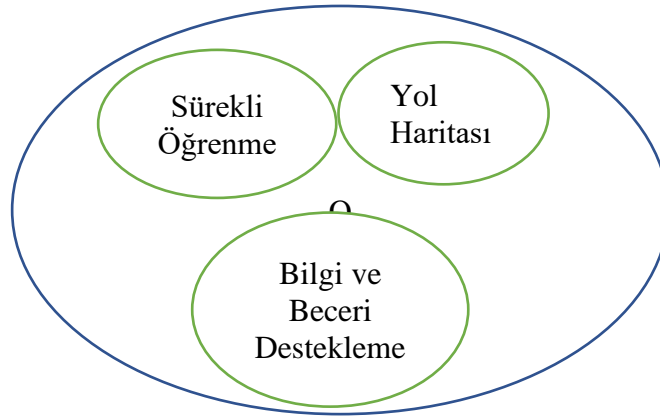 Sürekli
Öğrenme
Yol
Haritası
Bilgi ve
Beceri
Destekleme